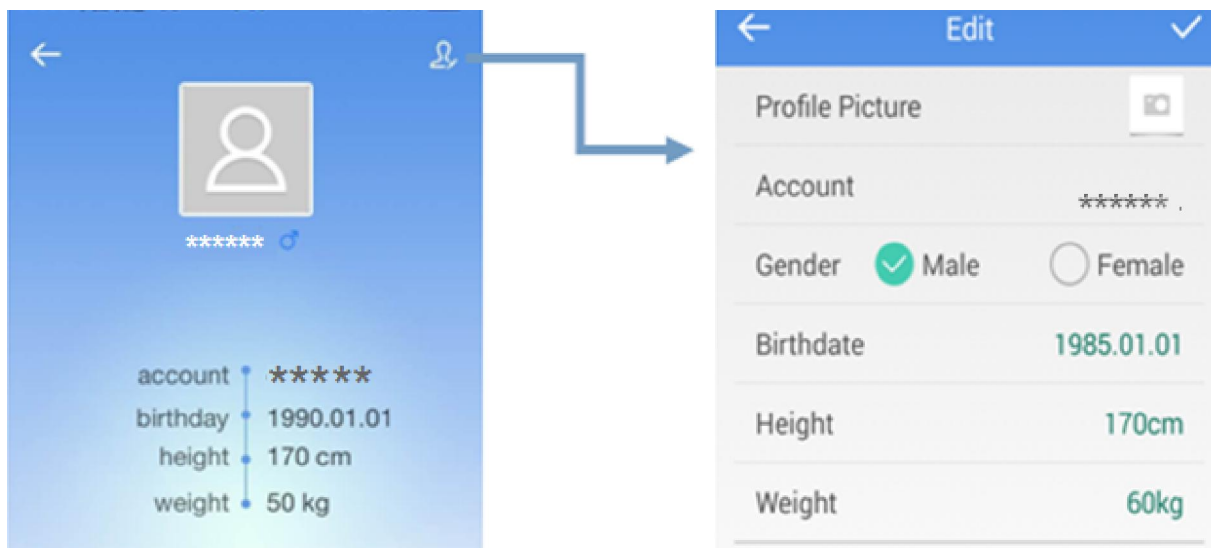 ******
account *****
birthday 1990.01.01
height 170 cm
weight 50 kg
Edit
Profile Picture
Account ****** .
Gender Male Female
Birthdate 1985.01.01
Height 170cm
Weight 60kg